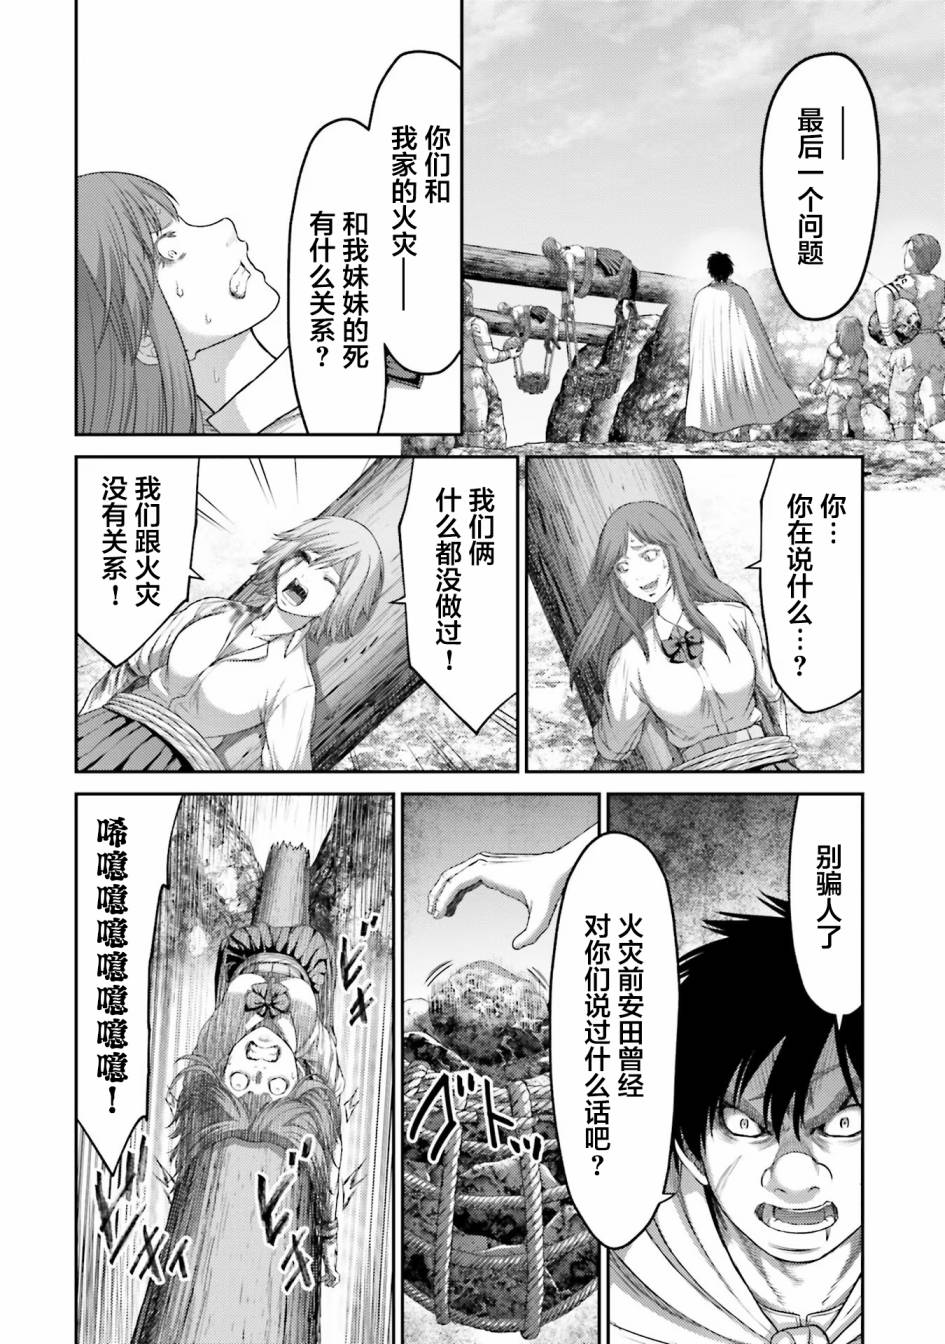 ——
最后一个问题
你们和
我家的火灾——
和我妹妹的死
有什么关系？
你…
你在说什么…？
我们俩
什么都没做过！
我们跟火灾
没有关系！
别骗人了
火灾前安田曾经
对你们说过什么话吧？
ズグッ
唏噫噫噫噫噫噫噫！